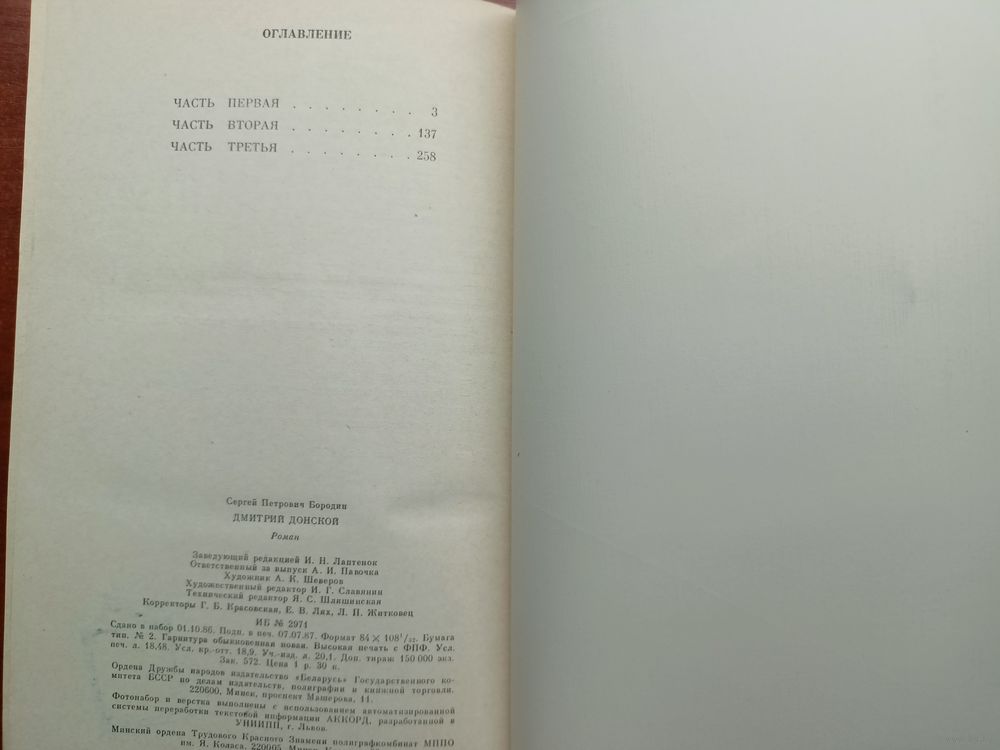 ОГЛАВЛЕНИЕ
ЧАСТЬ ПЕРВАЯ . . . . . . . . 3
ЧАСТЬ ВТОРАЯ . . . . . . . . 137
ЧАСТЬ ТРЕТЬЯ . . . . . . . . 258
Сергей Петрович Бородин
ДМИТРИЙ ДОНСКОЙ
Роман
Заведующий редакцией И. Н. Лаптенок
Ответственный за выпуск А. И. Павочка
Художник А. К. Шеверов
Художественный редактор И. Г. Славянин
Технический редактор Я. С. Шляшинская
Корректоры Г. Б. Красовская, Е. В. Лях, Л. П. Житковец
ИБ № 2971
Сдано в набор 01.10.86. Подп. в печ. 07.07.87. Формат 84 × 108¹/₃₂. Бумага
тип. № 2. Гарнитура обыкновенная новая. Высокая печать с ФПФ. Усл.
печ. л. 18,48. Усл. кр.-отт. 18,9. Уч.-изд. л. 20,1. Доп. тираж 150 000 экз.
Зак. 572. Цена 1 р. 30 к.
Ордена Дружбы народов издательство «Беларусь» Государственного ко-
митета БССР по делам издательств, полиграфии и книжной торговли.
220600, Минск, проспект Машерова, 11.
Фотонабор и верстка выполнены с использованием автоматизированной
системы переработки текстовой информации АККОРД, разработанной в
УНИИПП, г. Львов.
Минский ордена Трудового Красного Знамени полиграфкомбинат МППО
им. Я. Коласа. 220005, Минск,